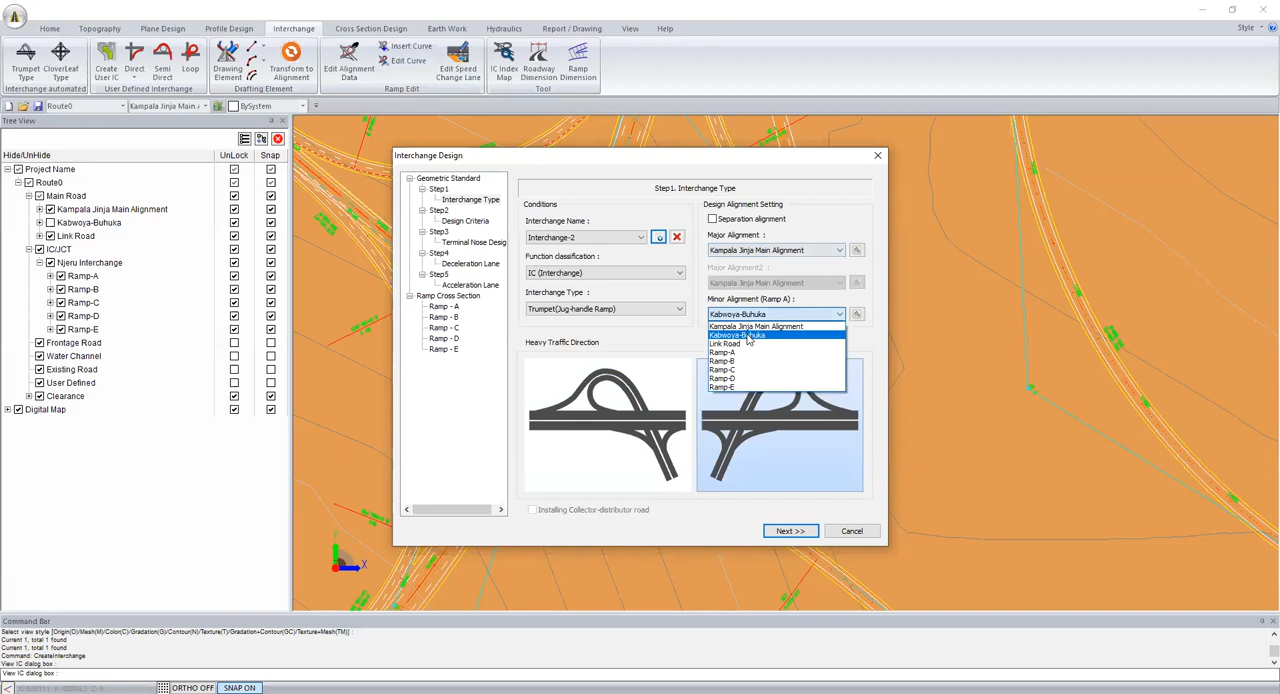 Style
Home Topography Plane Design Profile Design Interchange Cross Section Design Earth Work Hydraulics Report / Drawing View Help
Trumpet Type
CloverLeaf Type
Create User IC
Direct
Semi Direct
Loop
Drawing Element
Transform to Alignment
Edit Alignment Data
Insert Curve
Edit Curve
Edit Speed Change Lane
IC Index Map
Roadway Dimension
Ramp Dimension
Interchange automated User Defined Interchange Drafting Element Ramp Edit Tool
Route0 Kampala Jinja Main BySystem
Tree View
Hide/UnHide UnLock Snap
Project Name
Route0
Main Road
Kampala Jinja Main Alignment
Kabwoya-Buhuka
Link Road
IC/JCT
Njeru Interchange
Ramp-A
Ramp-B
Ramp-C
Ramp-D
Ramp-E
Frontage Road
Water Channel
Existing Road
User Defined
Clearance
Digital Map
Interchange Design
Geometric Standard
Step1
Interchange Type
Step2
Design Criteria
Step3
Terminal Nose Desig
Step4
Deceleration Lane
Step5
Acceleration Lane
Ramp Cross Section
Ramp - A
Ramp - B
Ramp - C
Ramp - D
Ramp - E
Step1. Interchange Type
Conditions
Interchange Name :
Interchange-2
Function classification :
IC (Interchange)
Interchange Type :
Trumpet(Jug-handle Ramp)
Design Alignment Setting
Separation alignment
Major Alignment :
Kampala Jinja Main Alignment
Major Alignment2 :
Kampala Jinja Main Alignment
Minor Alignment (Ramp A) :
Kabwoya-Buhuka
Kampala Jinja Main Alignment
Kabwoya-Buhuka
Link Road
Ramp-A
Ramp-B
Ramp-C
Ramp-D
Ramp-E
Heavy Traffic Direction
Installing Collector-distributor road
Next >> Cancel
X
Command Bar
Select view style [Origin(O)/Mesh(M)/Color(C)/Gradation(G)/Contour(N)/Texture(T)/Gradation+Contour(GC)/Texture+Mesh(TM)] :
Current 1, total 1 found
Current 1, total 1 found
Command: CreateInterchange
View IC dialog box :
View IC dialog box :
ORTHO OFF SNAP ON